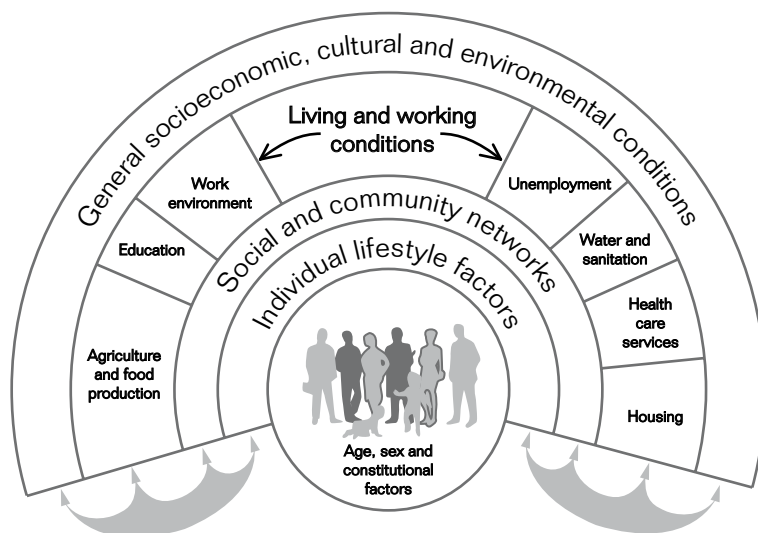 General socioeconomic, cultural and environmental conditions
Living and working
conditions
Work
environment
Unemployment
Education
Water and
sanitation
Social and community networks
Individual lifestyle factors
Agriculture
and food
production
Health
care
services
Housing
Age, sex and
constitutional
factors